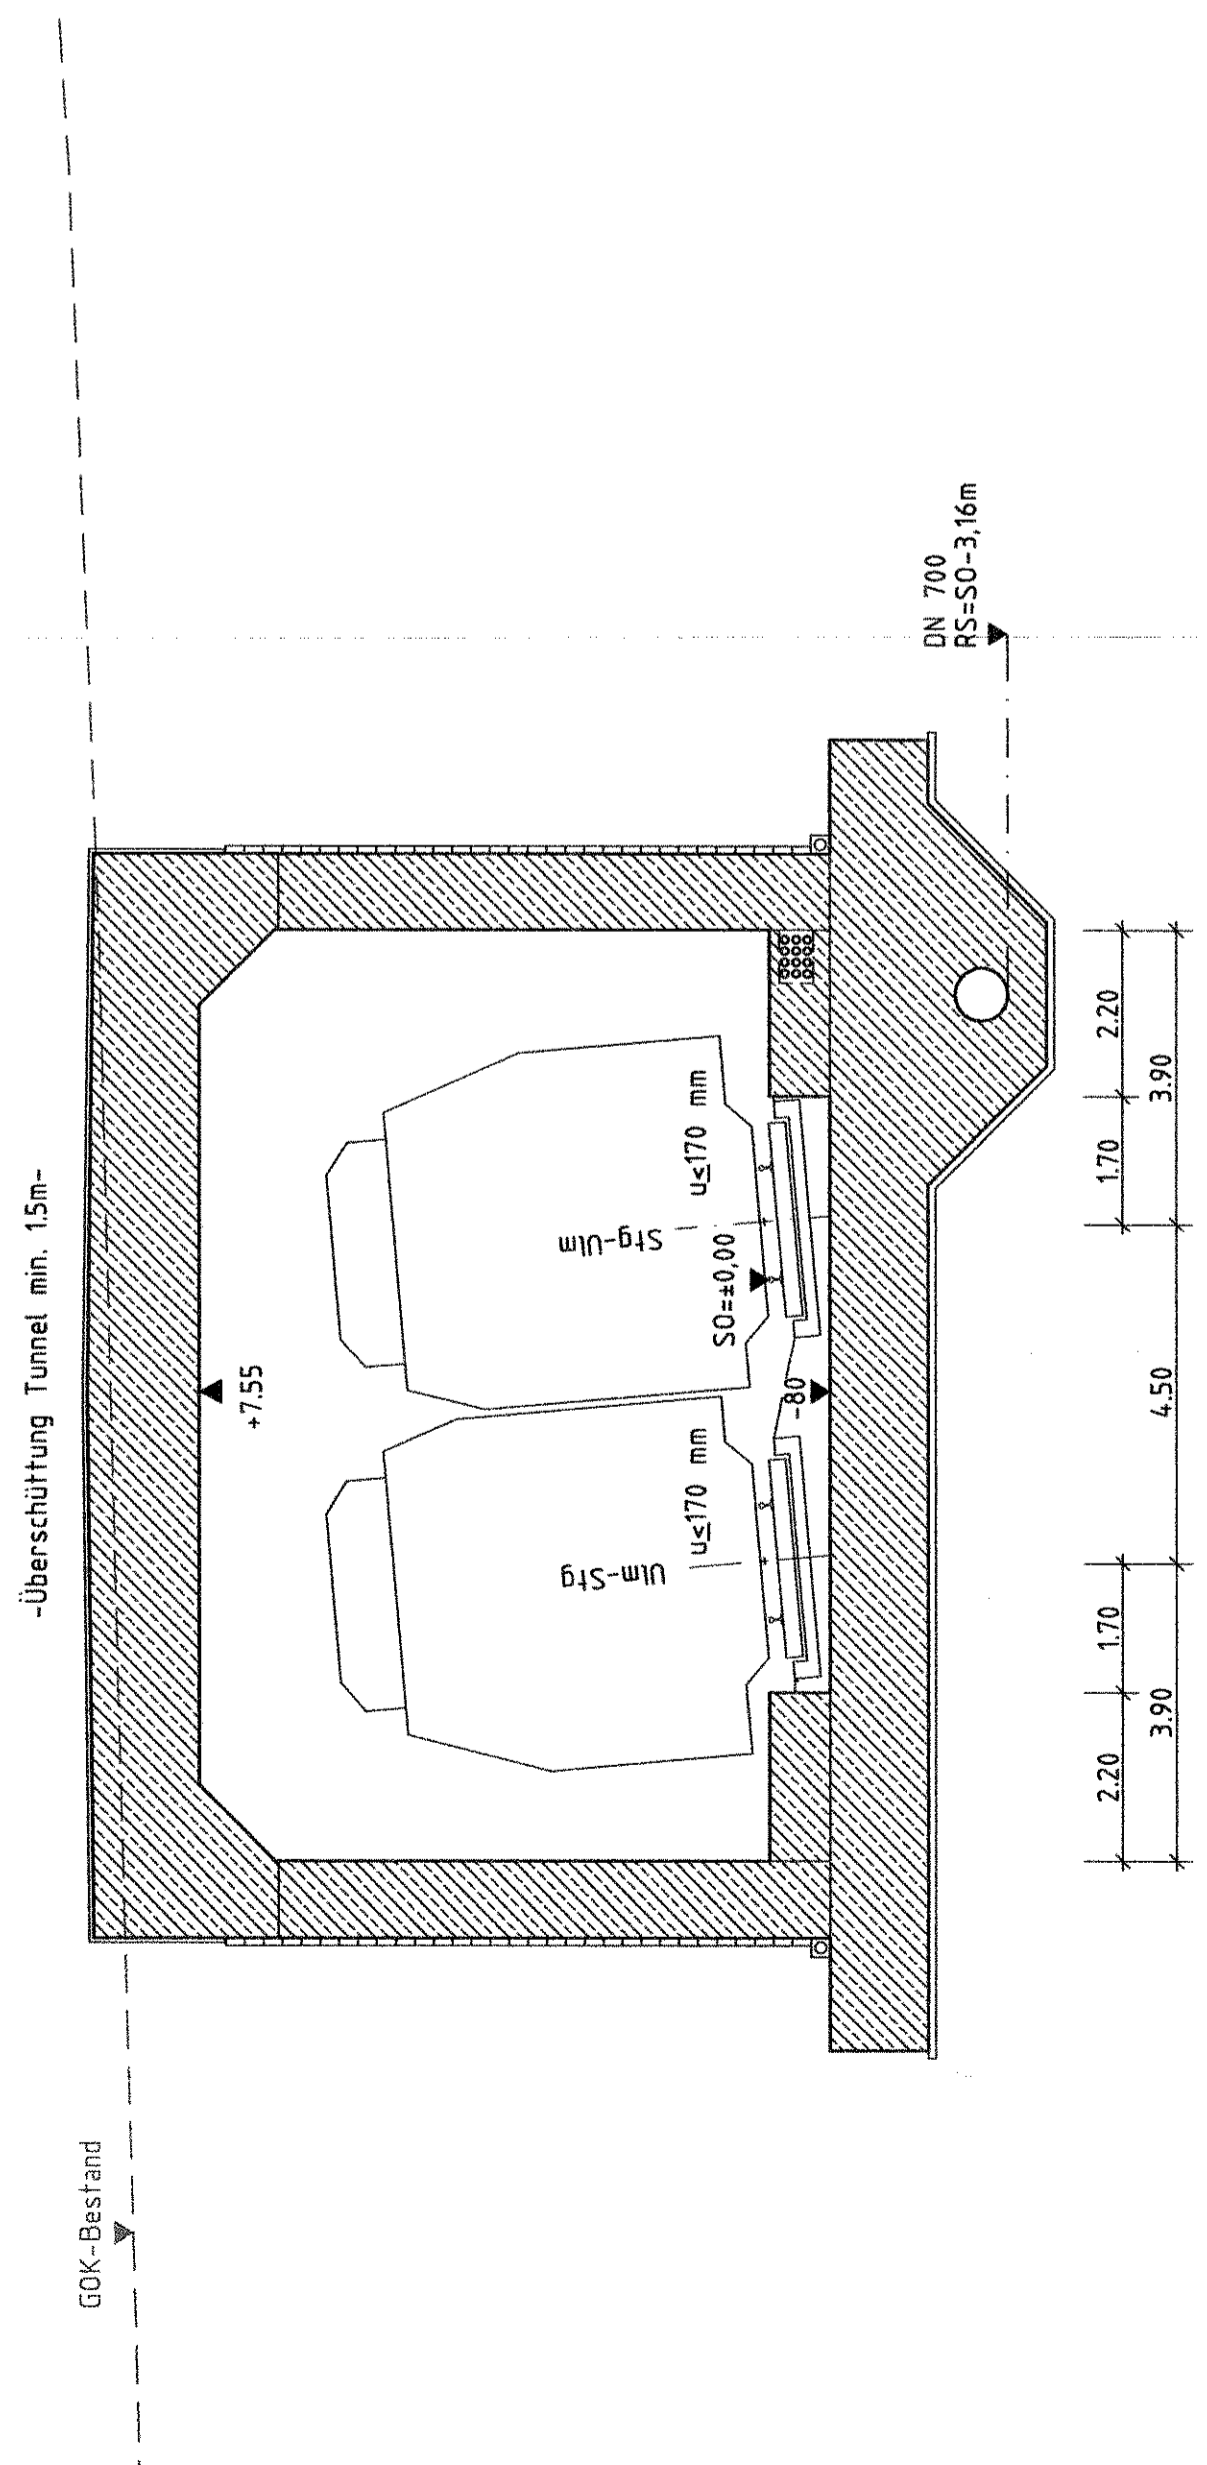 -Überschüttung Tunnel min. 1.5m-
GOK-Bestand
+7.55
Ulm-Stg
Stg-Ulm
u≤170 mm
u≤170 mm
SO=±0,00
-80
DN 700
RS=SO-3,16m
2.20
1.70
1.70
2.20
3.90
4.50
3.90